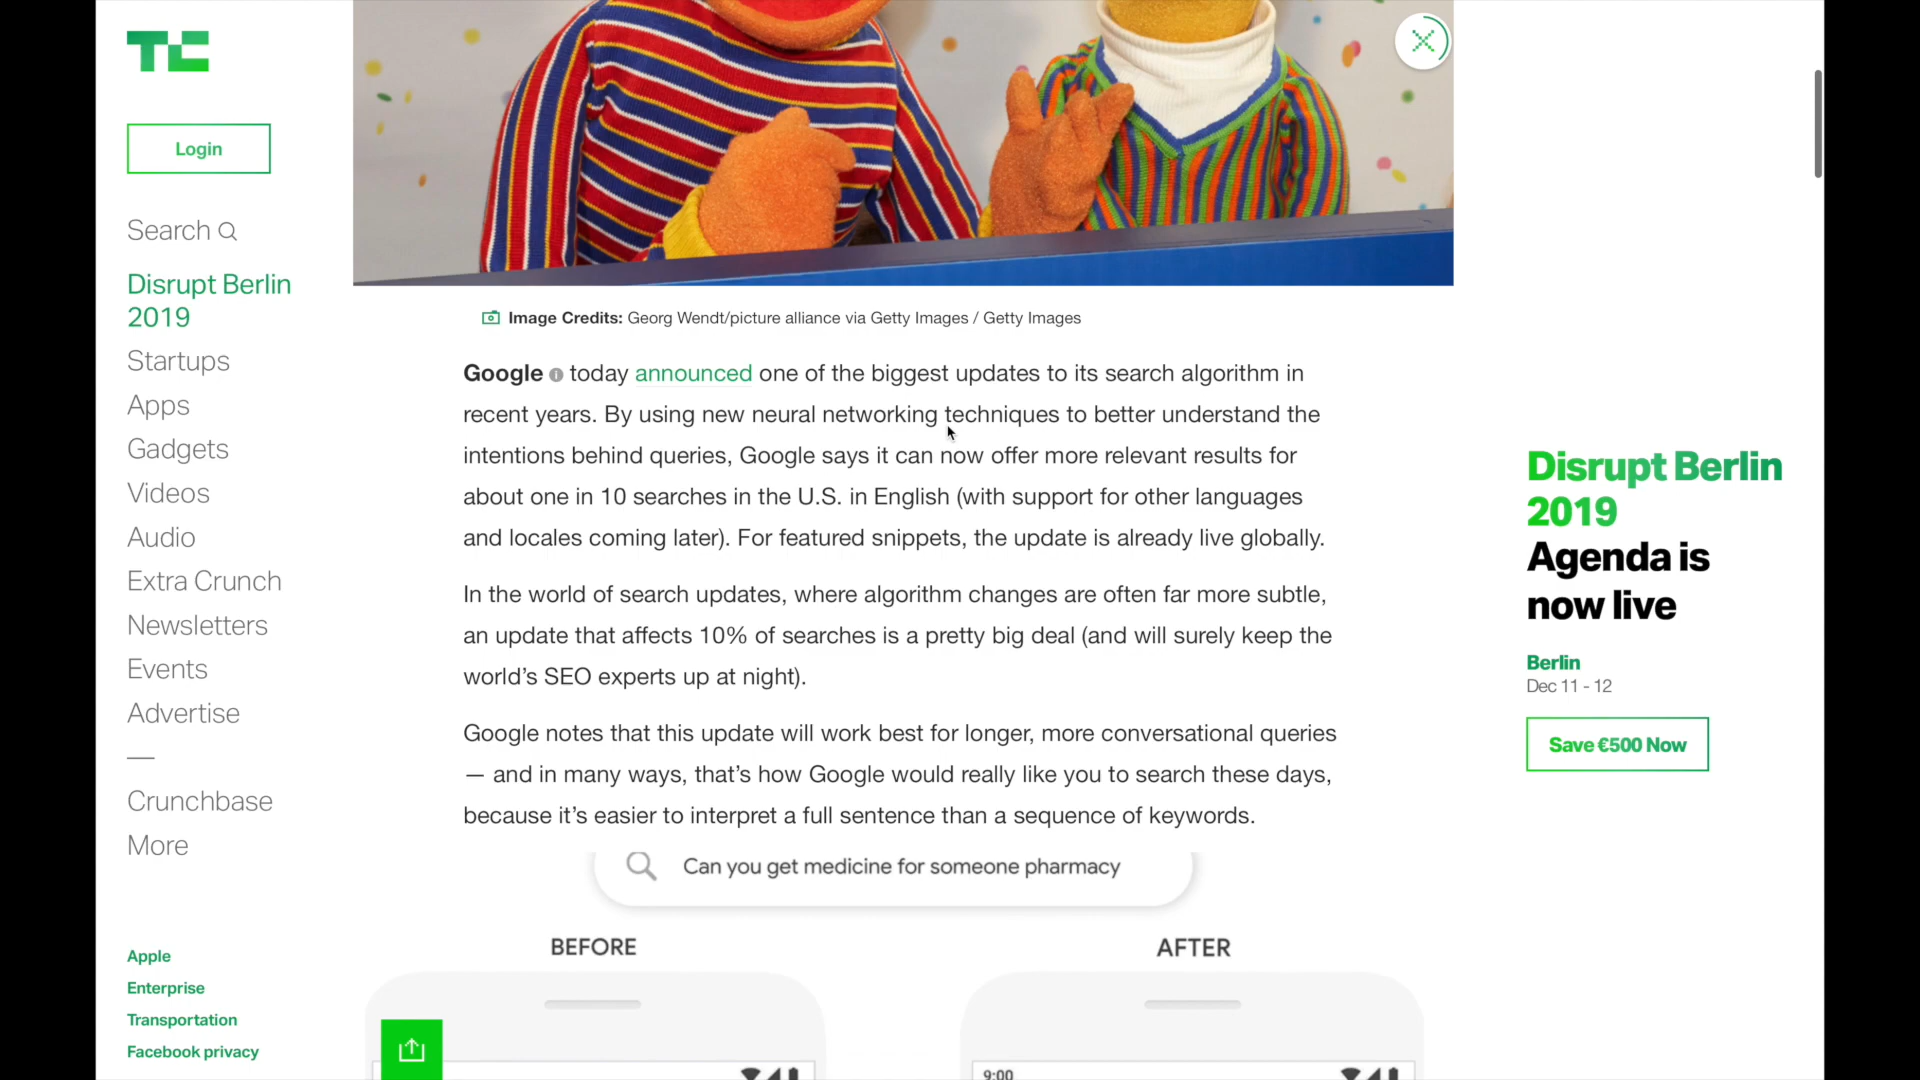 TC
Login
Search
Disrupt Berlin
2019
Startups
Apps
Gadgets
Videos
Audio
Extra Crunch
Newsletters
Events
Advertise
—
Crunchbase
More
Apple
Enterprise
Transportation
Facebook privacy
Image Credits: Georg Wendt/picture alliance via Getty Images / Getty Images
Google i today announced one of the biggest updates to its search algorithm in
recent years. By using new neural networking techniques to better understand the
intentions behind queries, Google says it can now offer more relevant results for
about one in 10 searches in the U.S. in English (with support for other languages
and locales coming later). For featured snippets, the update is already live globally.
In the world of search updates, where algorithm changes are often far more subtle,
an update that affects 10% of searches is a pretty big deal (and will surely keep the
world’s SEO experts up at night).
Google notes that this update will work best for longer, more conversational queries
— and in many ways, that’s how Google would really like you to search these days,
because it’s easier to interpret a full sentence than a sequence of keywords.
Can you get medicine for someone pharmacy
BEFORE
AFTER
9:00
Disrupt Berlin
2019
Agenda is
now live
Berlin
Dec 11 - 12
Save €500 Now